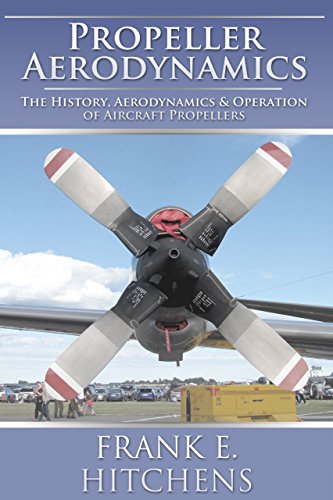 PROPELLER
AERODYNAMICS
THE HISTORY, AERODYNAMICS & OPERATION
OF AIRCRAFT PROPELLERS
FRANK E.
HITCHENS